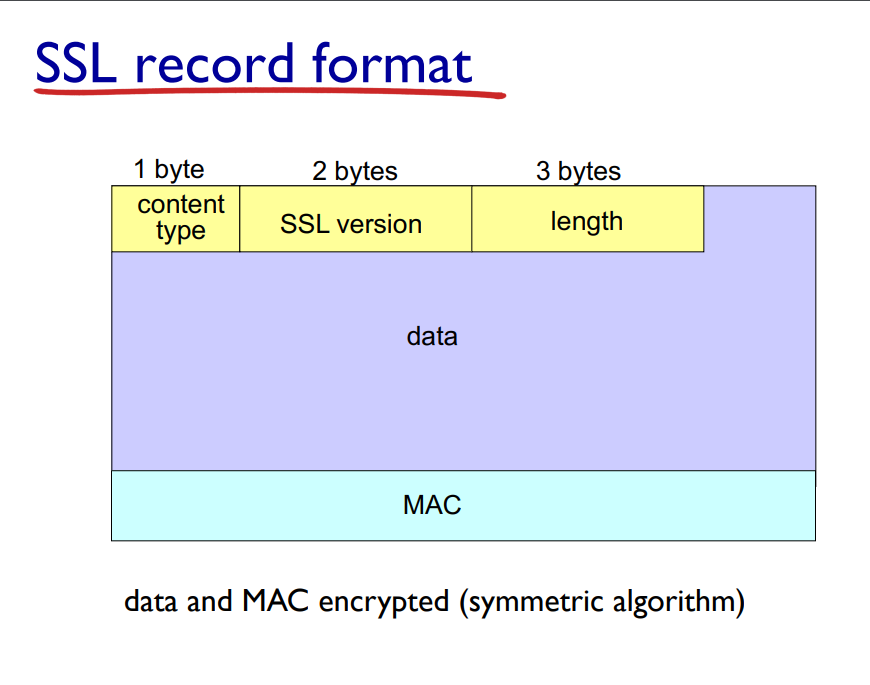 SSL record format
1 byte 2 bytes 3 bytes
content
type
SSL version
length
data
MAC
data and MAC encrypted (symmetric algorithm)